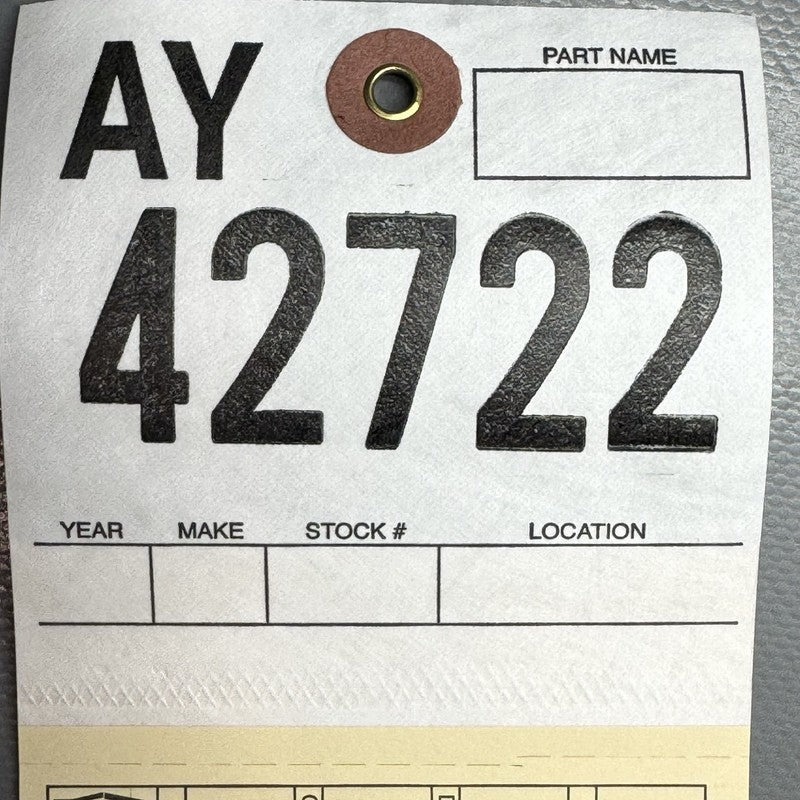 AY
PART NAME
42722
YEAR MAKE STOCK # LOCATION